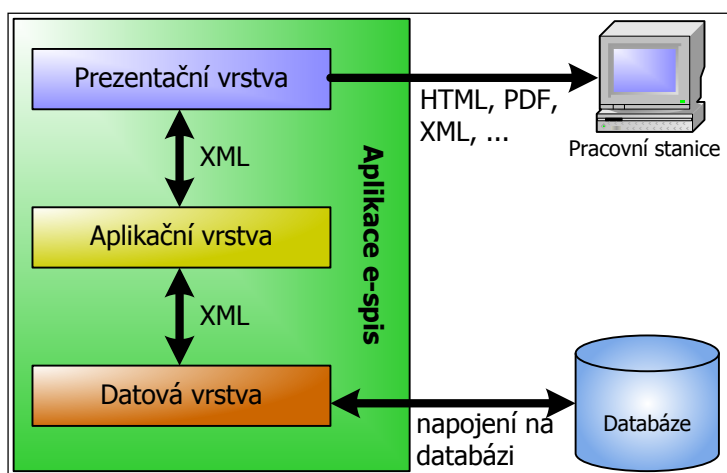 Prezentační vrstva
HTML, PDF,
XML, ...
Pracovní stanice
XML
Aplikace e-spis
Aplikační vrstva
XML
Datová vrstva
napojení na
databázi
Databáze